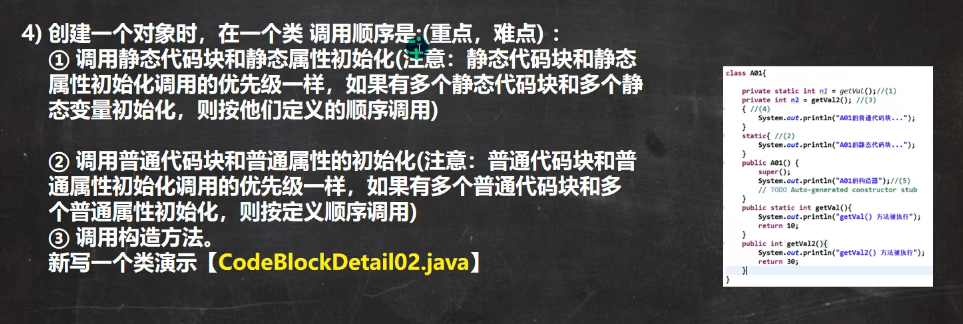 4) 创建一个对象时，在一个类 调用顺序是:(重点，难点)：
① 调用静态代码块和静态属性初始化(注意：静态代码块和静态
属性初始化调用的优先级一样，如果有多个静态代码块和多个静
态变量初始化，则按他们定义的顺序调用)
② 调用普通代码块和普通属性的初始化(注意：普通代码块和普
通属性初始化调用的优先级一样，如果有多个普通代码块和多
个普通属性初始化，则按定义顺序调用)
③ 调用构造方法。
新写一个类演示【CodeBlockDetail02.java】
class A01{
private static int n1 = getVal();//(1)
private int n2 = getVal2(); //(3)
{ //(4)
System.out.println("A01的普通代码块...");
}
static{ //(2)
System.out.println("A01的静态代码块...");
}
public A01() {
super();
System.out.println("A01的构造器");//(5)
// TODO Auto-generated constructor stub
}
public static int getVal(){
System.out.println("getVal() 方法被执行");
return 10;
}
public int getVal2(){
System.out.println("getVal2() 方法被执行");
return 30;
}
}